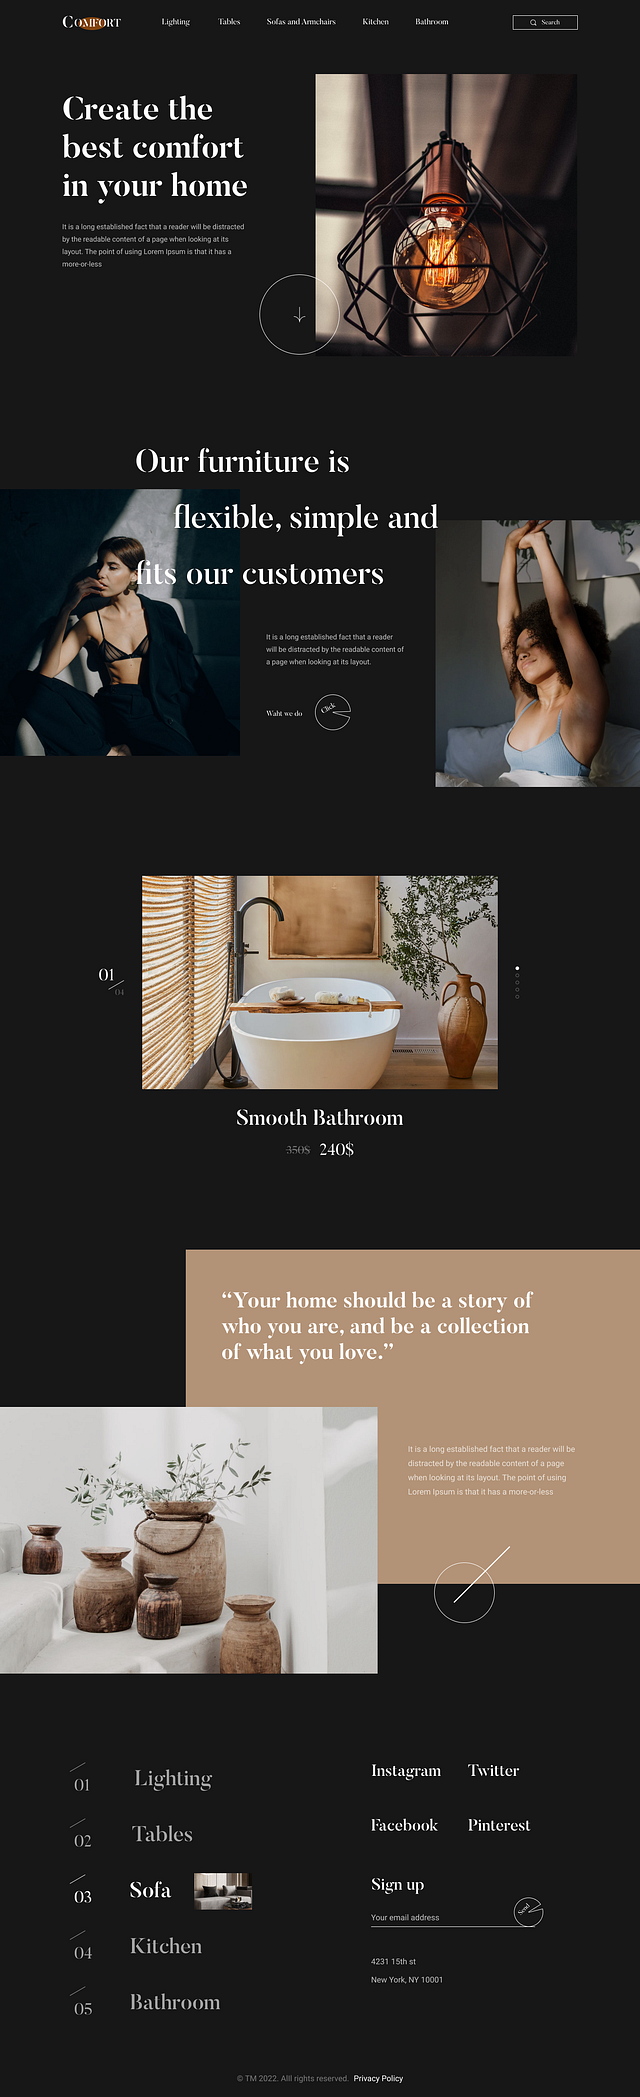 COMFORT
Lighting Tables Sofas and Armchairs Kitchen Bathroom Search
Create the
best comfort
in your home
It is a long established fact that a reader will be distracted
by the readable content of a page when looking at its
layout. The point of using Lorem Ipsum is that it has a
more-or-less
Our furniture is
flexible, simple and
fits our customers
It is a long established fact that a reader
will be distracted by the readable content of
a page when looking at its layout.
Waht we do Click
01
04
Smooth Bathroom
350$ 240$
“Your home should be a story of
who you are, and be a collection
of what you love.”
It is a long established fact that a reader will be
distracted by the readable content of a page
when looking at its layout. The point of using
Lorem Ipsum is that it has a more-or-less
01 Lighting
02 Tables
03 Sofa
04 Kitchen
05 Bathroom
Instagram Twitter
Facebook Pinterest
Sign up
Your email address Send
4231 15th st
New York, NY 10001
© TM 2022. Alll rights reserved. Privacy Policy